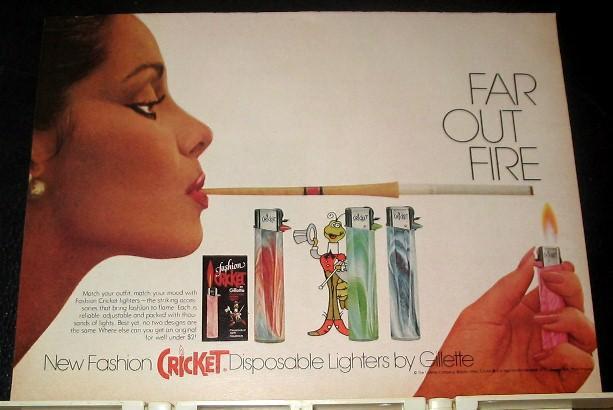 FAR
OUT
FIRE
Match your outfit, match your mood with
Fashion Cricket lighters—the striking acces-
sories that bring fashion to flame. Each is
reliable, adjustable and packed with thou-
sands of lights. Best yet, no two designs are
the same. Where else can you get an original
for well under $2!
fashion
CRICKET
Gillette
New Fashion CRICKET Disposable Lighters by Gillette